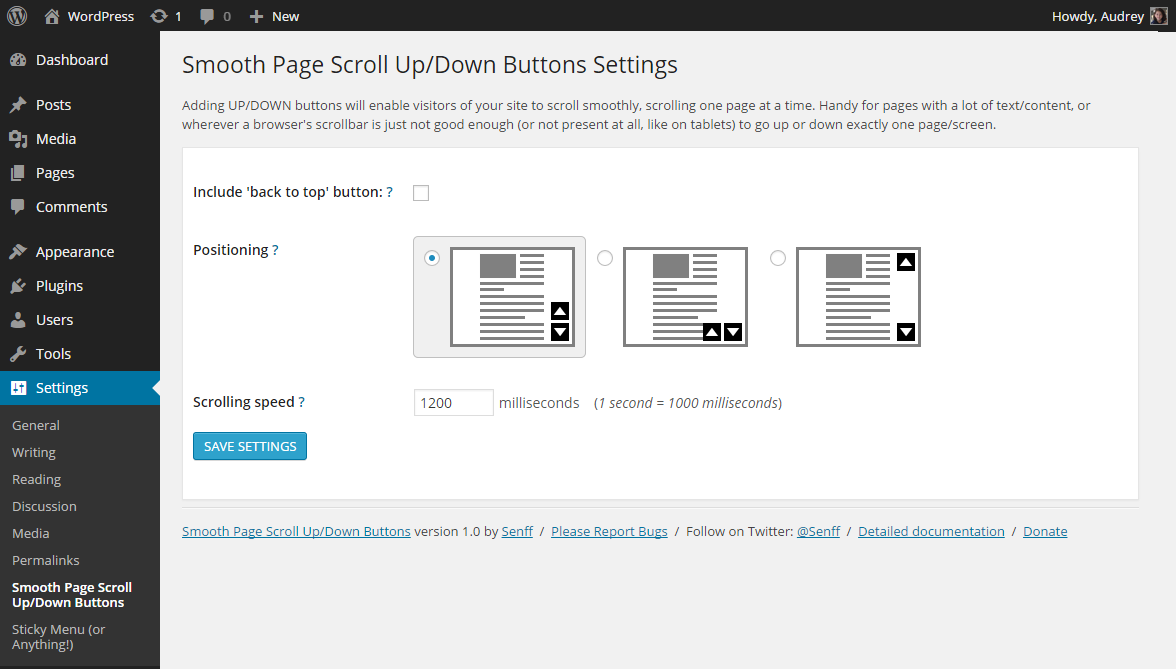 WordPress 1 0 New Howdy, Audrey
Dashboard
Posts
Media
Pages
Comments
Appearance
Plugins
Users
Tools
Settings
General
Writing
Reading
Discussion
Media
Permalinks
Smooth Page Scroll
Up/Down Buttons
Sticky Menu (or
Anything!)
Smooth Page Scroll Up/Down Buttons Settings
Adding UP/DOWN buttons will enable visitors of your site to scroll smoothly, scrolling one page at a time. Handy for pages with a lot of text/content, or
wherever a browser's scrollbar is just not good enough (or not present at all, like on tablets) to go up or down exactly one page/screen.
Include 'back to top' button: ?
Positioning ?
Scrolling speed ? 1200 milliseconds (1 second = 1000 milliseconds)
SAVE SETTINGS
Smooth Page Scroll Up/Down Buttons version 1.0 by Senff / Please Report Bugs / Follow on Twitter: @Senff / Detailed documentation / Donate